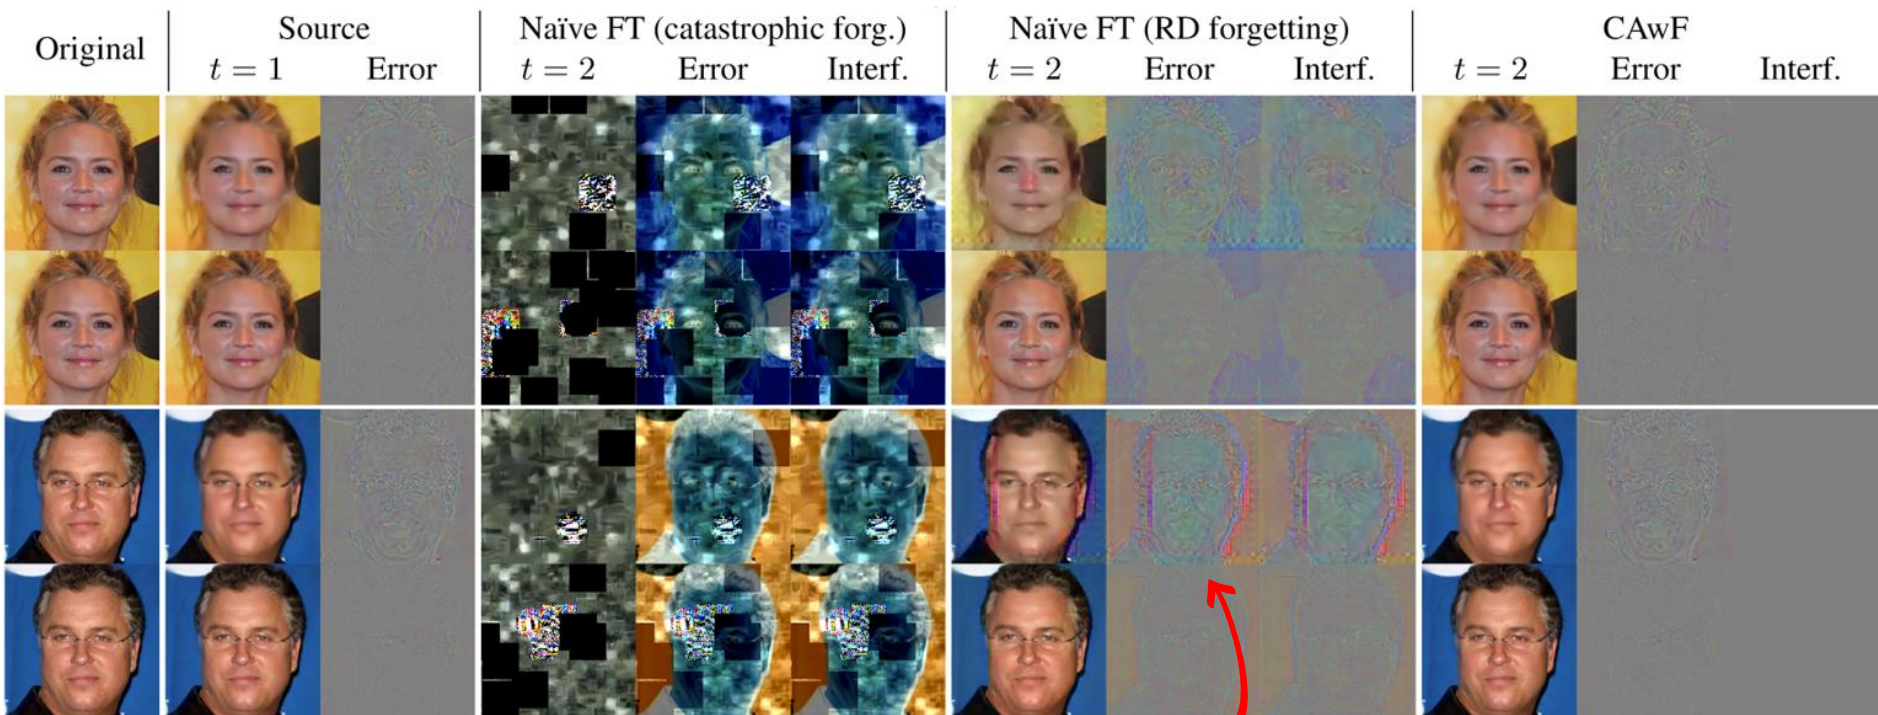 Original
Source
Naïve FT (catastrophic forg.)
Naïve FT (RD forgetting)
CAwF
t = 1 Error
t = 2 Error Interf.
t = 2 Error Interf.
t = 2 Error Interf.